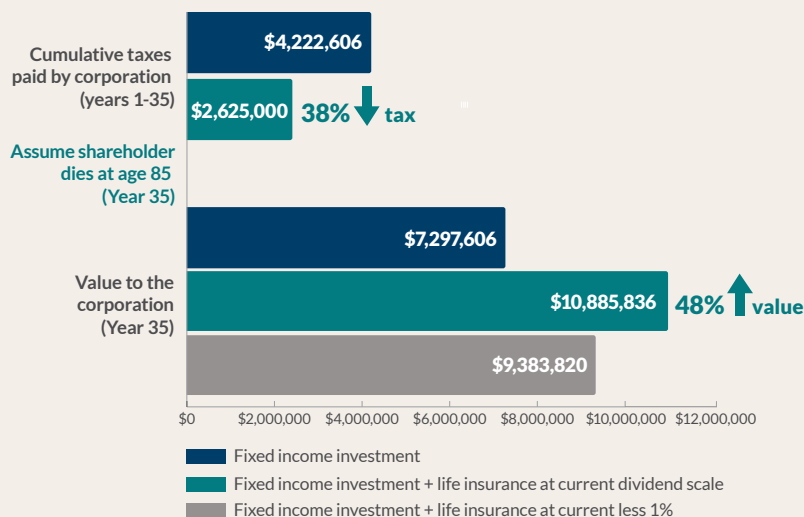 $4,222,606
Cumulative taxes
paid by corporation
(years 1-35)
$2,625,000 38% tax
Assume shareholder
dies at age 85
(Year 35)
$7,297,606
Value to the
corporation
(Year 35)
$10,885,836 48% value
$9,383,820
$0 $2,000,000 $4,000,000 $6,000,000 $8,000,000 $10,000,000 $12,000,000
Fixed income investment
Fixed income investment + life insurance at current dividend scale
Fixed income investment + life insurance at current less 1%